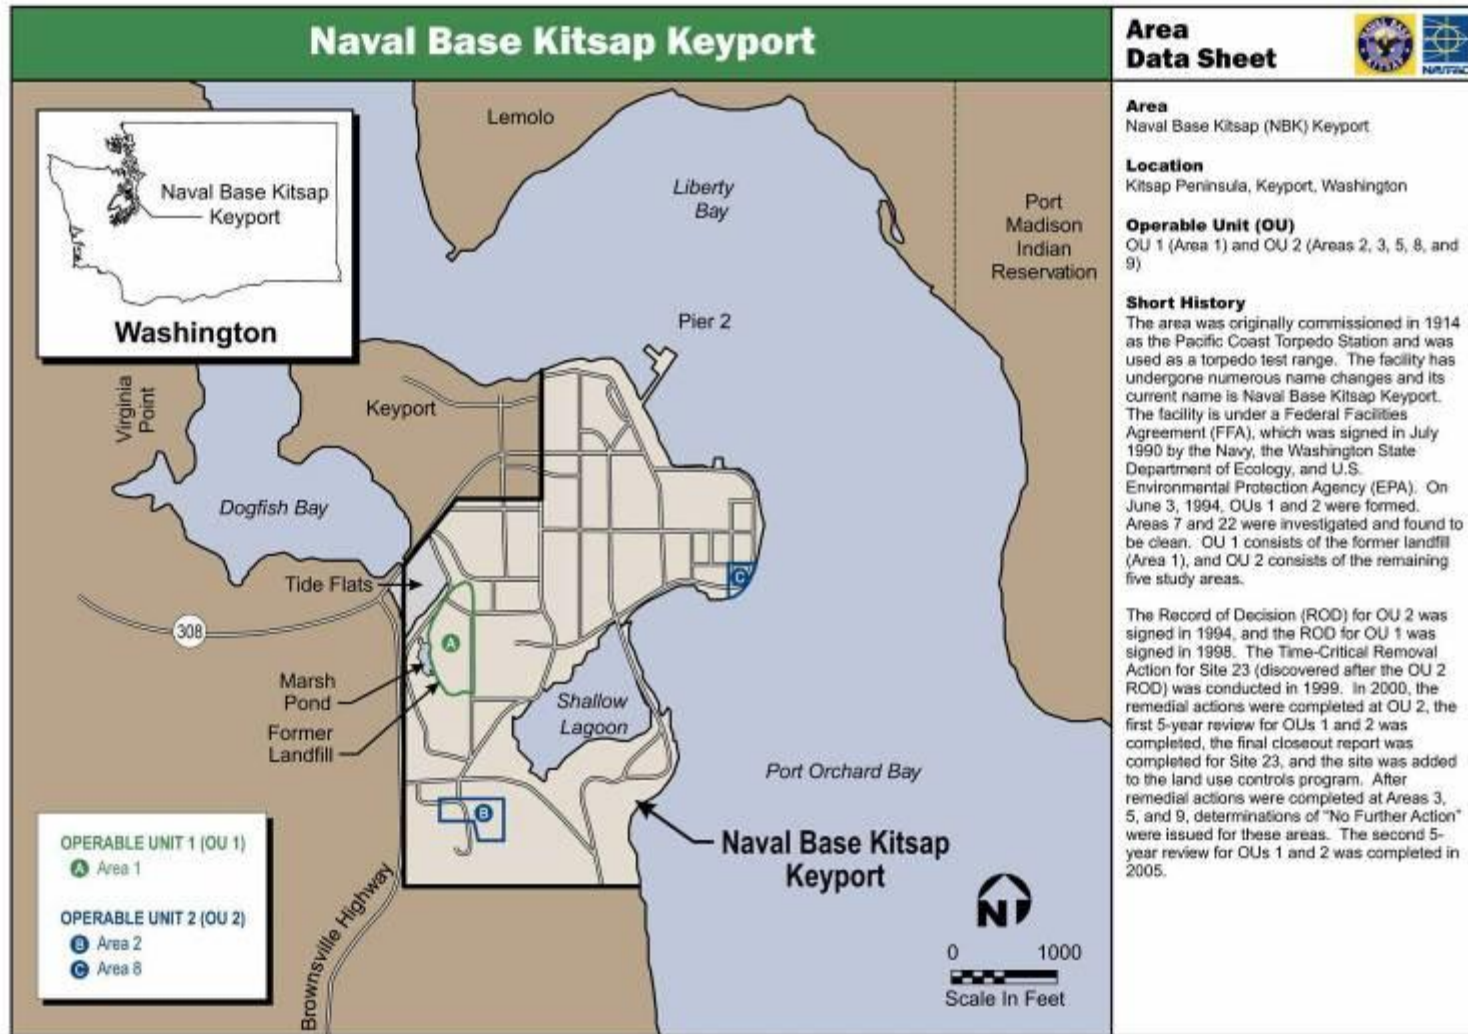 Naval Base Kitsap Keyport
Lemolo
Liberty
Bay
Port
Madison
Indian
Reservation
Naval Base Kitsap
Keyport
Washington
Pier 2
Virginia
Point
Keyport
Dogfish Bay
Tide Flats
308
A
C
Marsh
Pond
Former
Landfill
Shallow
Lagoon
Port Orchard Bay
B
Naval Base Kitsap
Keyport
Brownsville Highway
OPERABLE UNIT 1 (OU 1)
A Area 1
OPERABLE UNIT 2 (OU 2)
B Area 2
C Area 8
N
0 1000
Scale In Feet
Area
Data Sheet
NAVAL BASE
KITSAP
NAVFAC
Area
Naval Base Kitsap (NBK) Keyport
Location
Kitsap Peninsula, Keyport, Washington
Operable Unit (OU)
OU 1 (Area 1) and OU 2 (Areas 2, 3, 5, 8, and
9)
Short History
The area was originally commissioned in 1914
as the Pacific Coast Torpedo Station and was
used as a torpedo test range. The facility has
undergone numerous name changes and its
current name is Naval Base Kitsap Keyport.
The facility is under a Federal Facilities
Agreement (FFA), which was signed in July
1990 by the Navy, the Washington State
Department of Ecology, and U.S.
Environmental Protection Agency (EPA). On
June 3, 1994, OUs 1 and 2 were formed.
Areas 7 and 22 were investigated and found to
be clean. OU 1 consists of the former landfill
(Area 1), and OU 2 consists of the remaining
five study areas.
The Record of Decision (ROD) for OU 2 was
signed in 1994, and the ROD for OU 1 was
signed in 1998. The Time-Critical Removal
Action for Site 23 (discovered after the OU 2
ROD) was conducted in 1999. In 2000, the
remedial actions were completed at OU 2, the
first 5-year review for OUs 1 and 2 was
completed, the final closeout report was
completed for Site 23, and the site was added
to the land use controls program. After
remedial actions were completed at Areas 3,
5, and 9, determinations of "No Further Action"
were issued for these areas. The second 5-
year review for OUs 1 and 2 was completed in
2005.